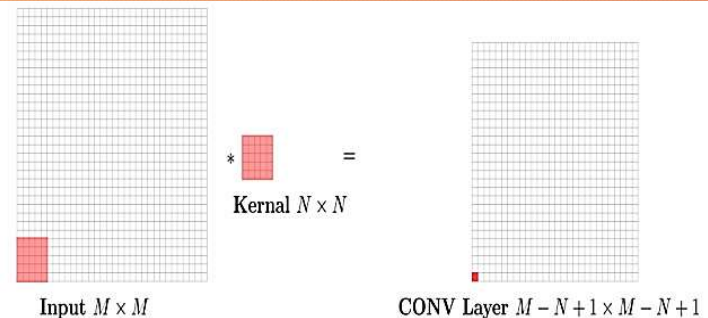 * =
Kernal N × N
Input M × M
CONV Layer M − N + 1 × M − N + 1